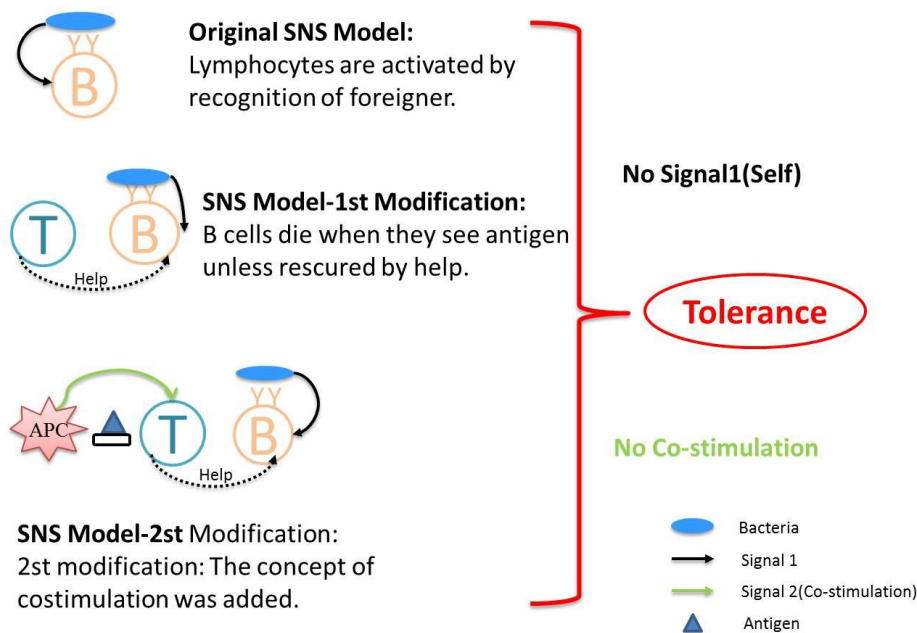 Original SNS Model:
Lymphocytes are activated by
recognition of foreigner.
B
No Signal1(Self)
SNS Model-1st Modification:
B cells die when they see antigen
unless rescured by help.
T
B
Help
Tolerance
APC
T
B
Help
No Co-stimulation
SNS Model-2st Modification:
2st modification: The concept of
costimulation was added.
Bacteria
Signal 1
Signal 2(Co-stimulation)
Antigen